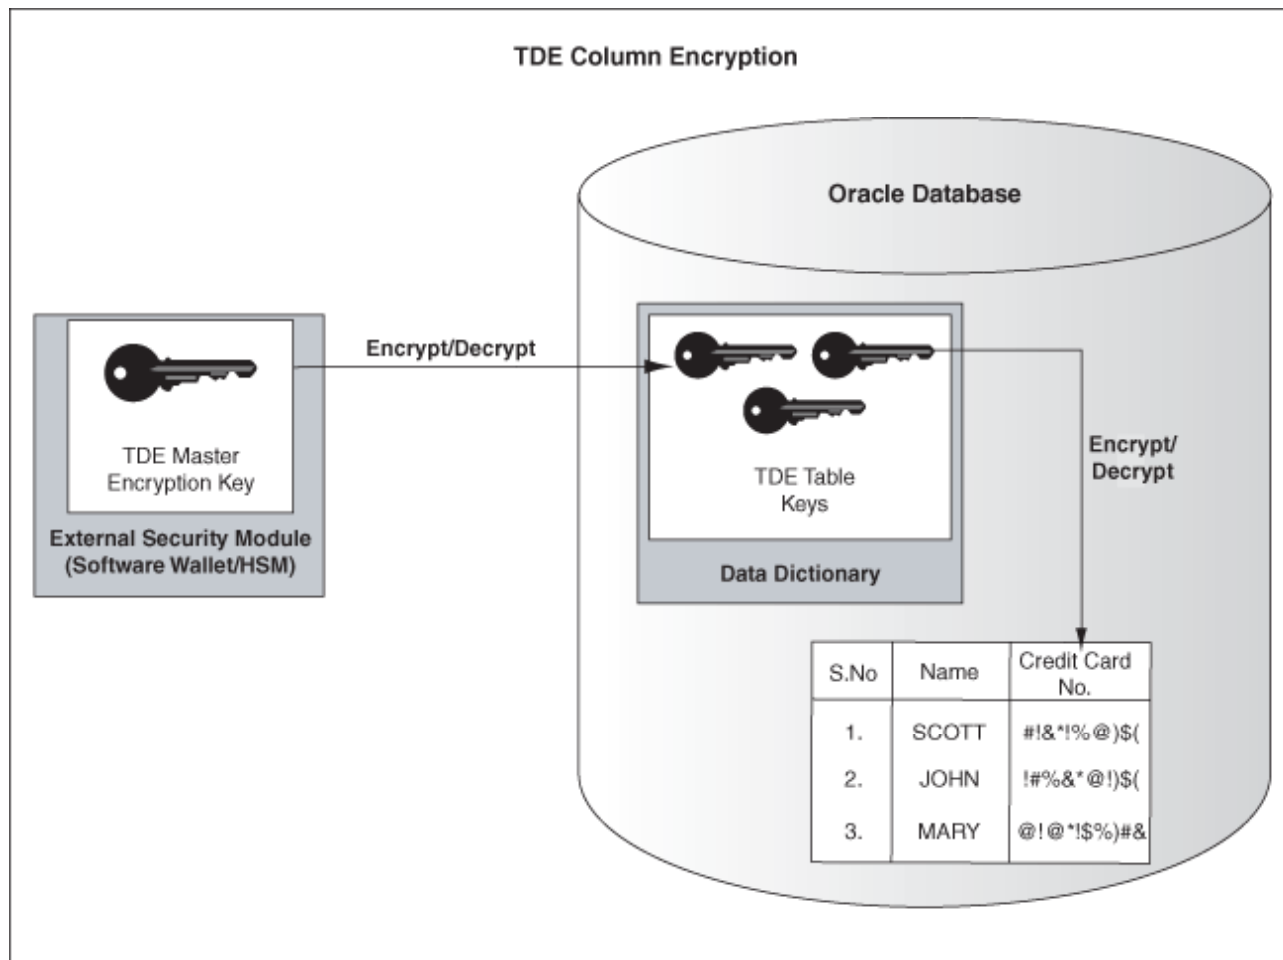 TDE Column Encryption
Oracle Database
Encrypt/Decrypt
TDE Master
Encryption Key
External Security Module
(Software Wallet/HSM)
TDE Table
Keys
Data Dictionary
Encrypt/
Decrypt
S.No Name Credit Card
No.
1. SCOTT #!&*!%@)$(
2. JOHN !#%&*@!)$(
3. MARY @!@*!$%)#&